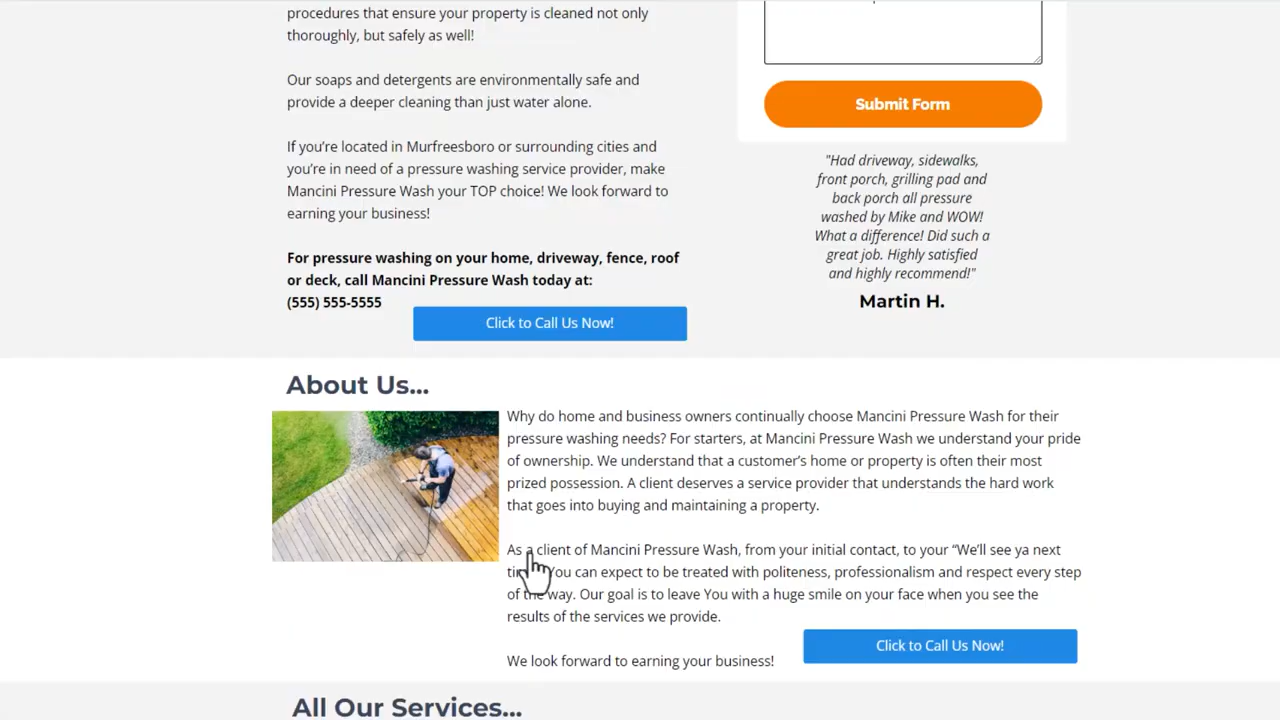 procedures that ensure your property is cleaned not only
thoroughly, but safely as well!
Our soaps and detergents are environmentally safe and
provide a deeper cleaning than just water alone.
If you’re located in Murfreesboro or surrounding cities and
you’re in need of a pressure washing service provider, make
Mancini Pressure Wash your TOP choice! We look forward to
earning your business!
For pressure washing on your home, driveway, fence, roof
or deck, call Mancini Pressure Wash today at:
(555) 555-5555
Click to Call Us Now!
Submit Form
"Had driveway, sidewalks,
front porch, grilling pad and
back porch all pressure
washed by Mike and WOW!
What a difference! Did such a
great job. Highly satisfied
and highly recommend!"
Martin H.
About Us...
Why do home and business owners continually choose Mancini Pressure Wash for their
pressure washing needs? For starters, at Mancini Pressure Wash we understand your pride
of ownership. We understand that a customer’s home or property is often their most
prized possession. A client deserves a service provider that understands the hard work
that goes into buying and maintaining a property.
As a client of Mancini Pressure Wash, from your initial contact, to your “We’ll see ya next
You can expect to be treated with politeness, professionalism and respect every step
of the way. Our goal is to leave You with a huge smile on your face when you see the
results of the services we provide.
We look forward to earning your business!
Click to Call Us Now!
All Our Services...